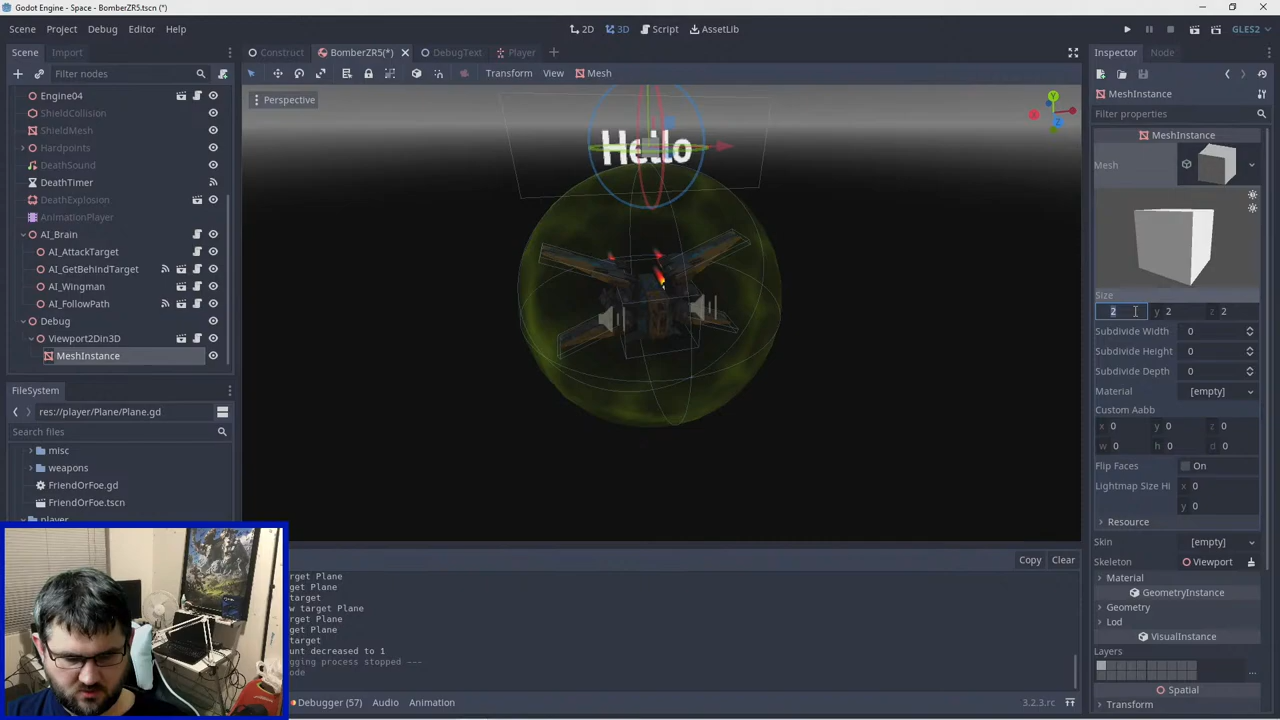 Godot Engine - Space - BomberZR5.tscn (*)
Scene Project Debug Editor Help
2D 3D Script AssetLib
GLES2
Scene Import
Construct BomberZR5(*) DebugText Player
Inspector Node
Filter nodes
Transform View Mesh
MeshInstance
Filter properties
Engine04
ShieldCollision
ShieldMesh
Hardpoints
DeathSound
DeathTimer
DeathExplosion
AnimationPlayer
AI_Brain
AI_AttackTarget
AI_GetBehindTarget
AI_Wingman
AI_FollowPath
Debug
Viewport2Din3D
MeshInstance
FileSystem
res://player/Plane/Plane.gd
Search files
misc
weapons
FriendOrFoe.gd
FriendOrFoe.tscn
player
Perspective
Y
Z
Hello
MeshInstance
Mesh
Size
2 y 2 z 2
Subdivide Width 0
Subdivide Height 0
Subdivide Depth 0
Material [empty]
Custom Aabb
x 0 y 0 z 0
w 0 h 0 d 0
Flip Faces On
Lightmap Size Hi x 0
y 0
Resource
Skin [empty]
Skeleton Viewport
Material
GeometryInstance
Geometry
Lod
VisualInstance
Layers
...
Spatial
Transform
Copy Clear
rget Plane
get Plane
target
w target Plane
target Plane
target Plane
target
unt decreased to 1
gging process stopped ---
ode
Debugger (57) Audio Animation
3.2.3.rc